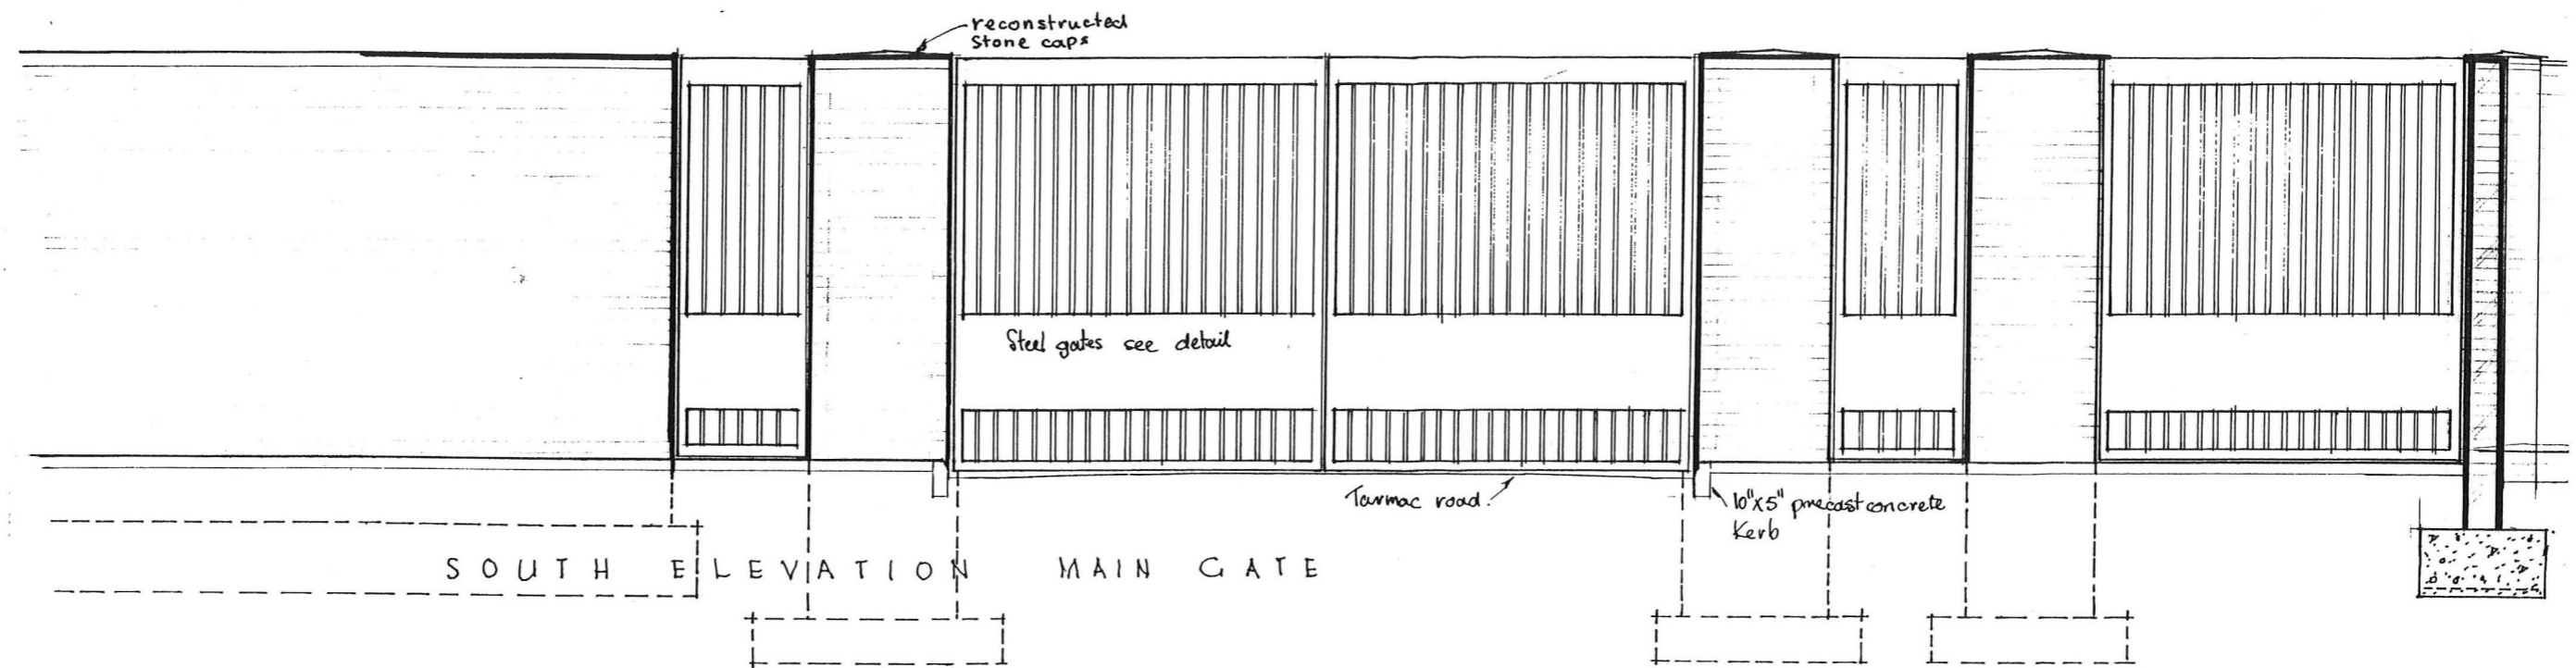 reconstructed
Stone caps
Steel gates see detail
Tarmac road.
10"x5" precast concrete
Kerb
SOUTH ELEVATION MAIN GATE